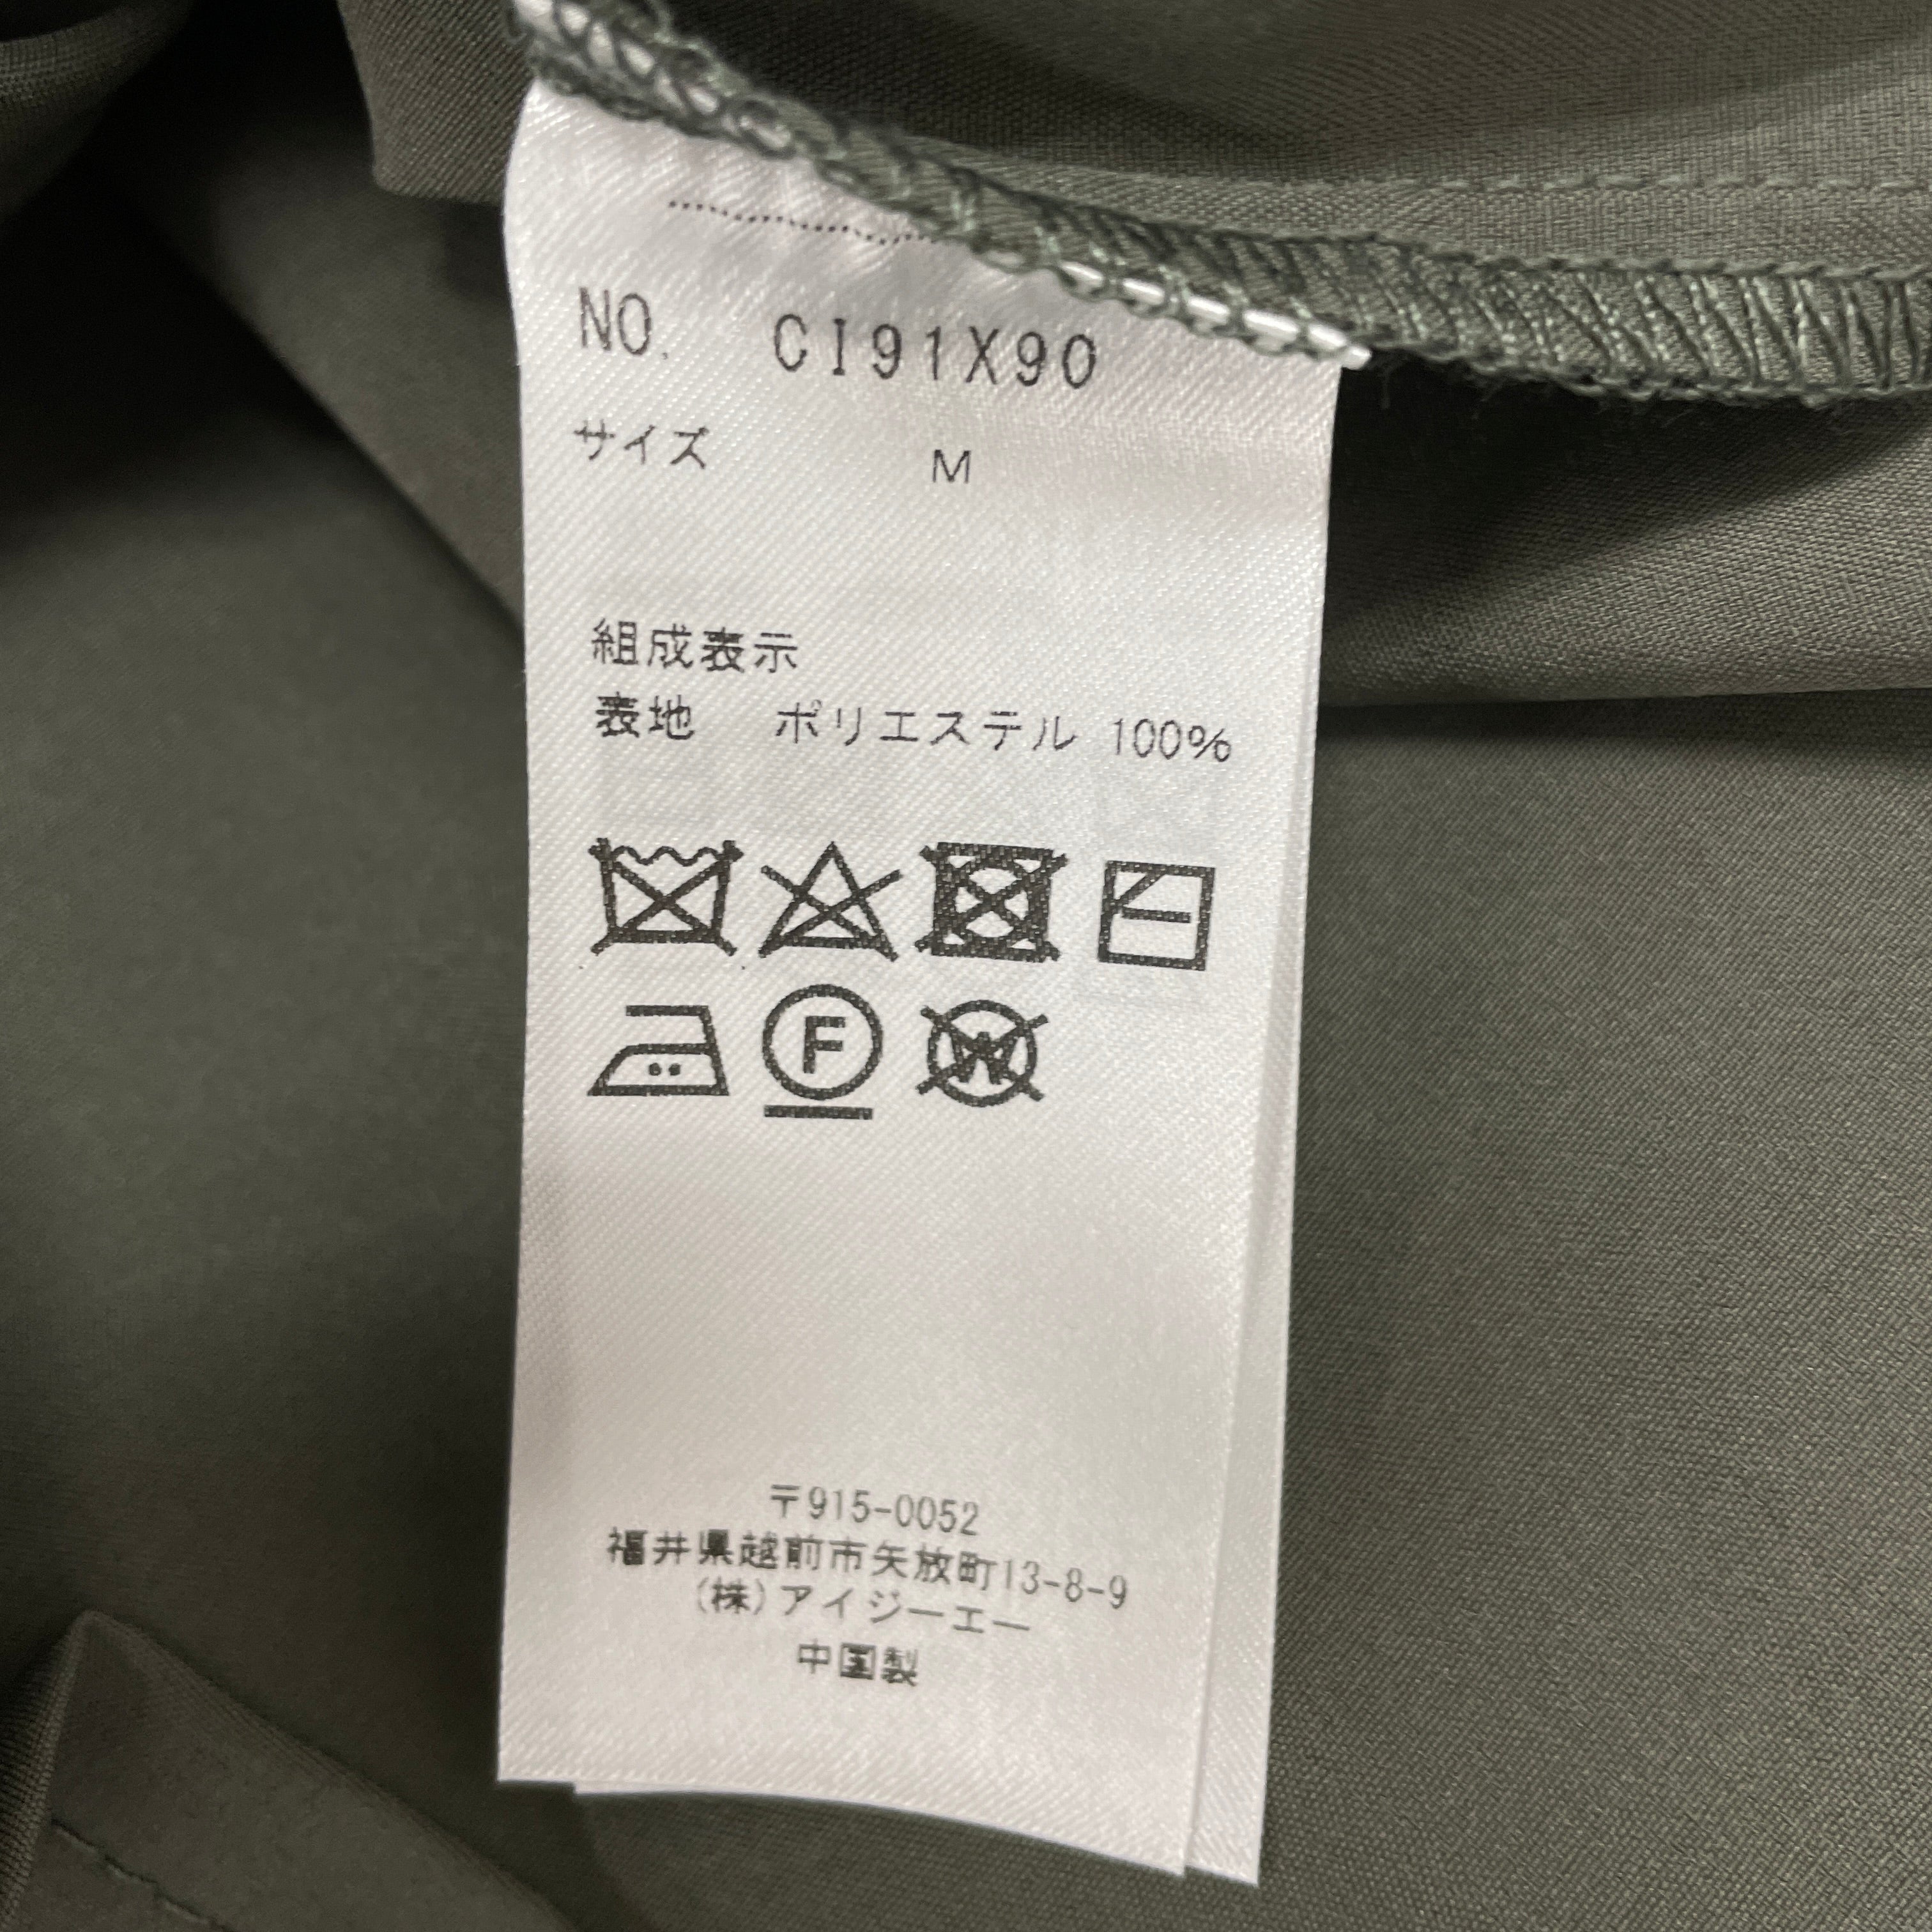 NO. CI91X90
サイズ M
組成表示
表地 ポリエステル 100%
F
W
〒915-0052
福井県越前市矢放町13-8-9
(株)アイジーエー
中国製